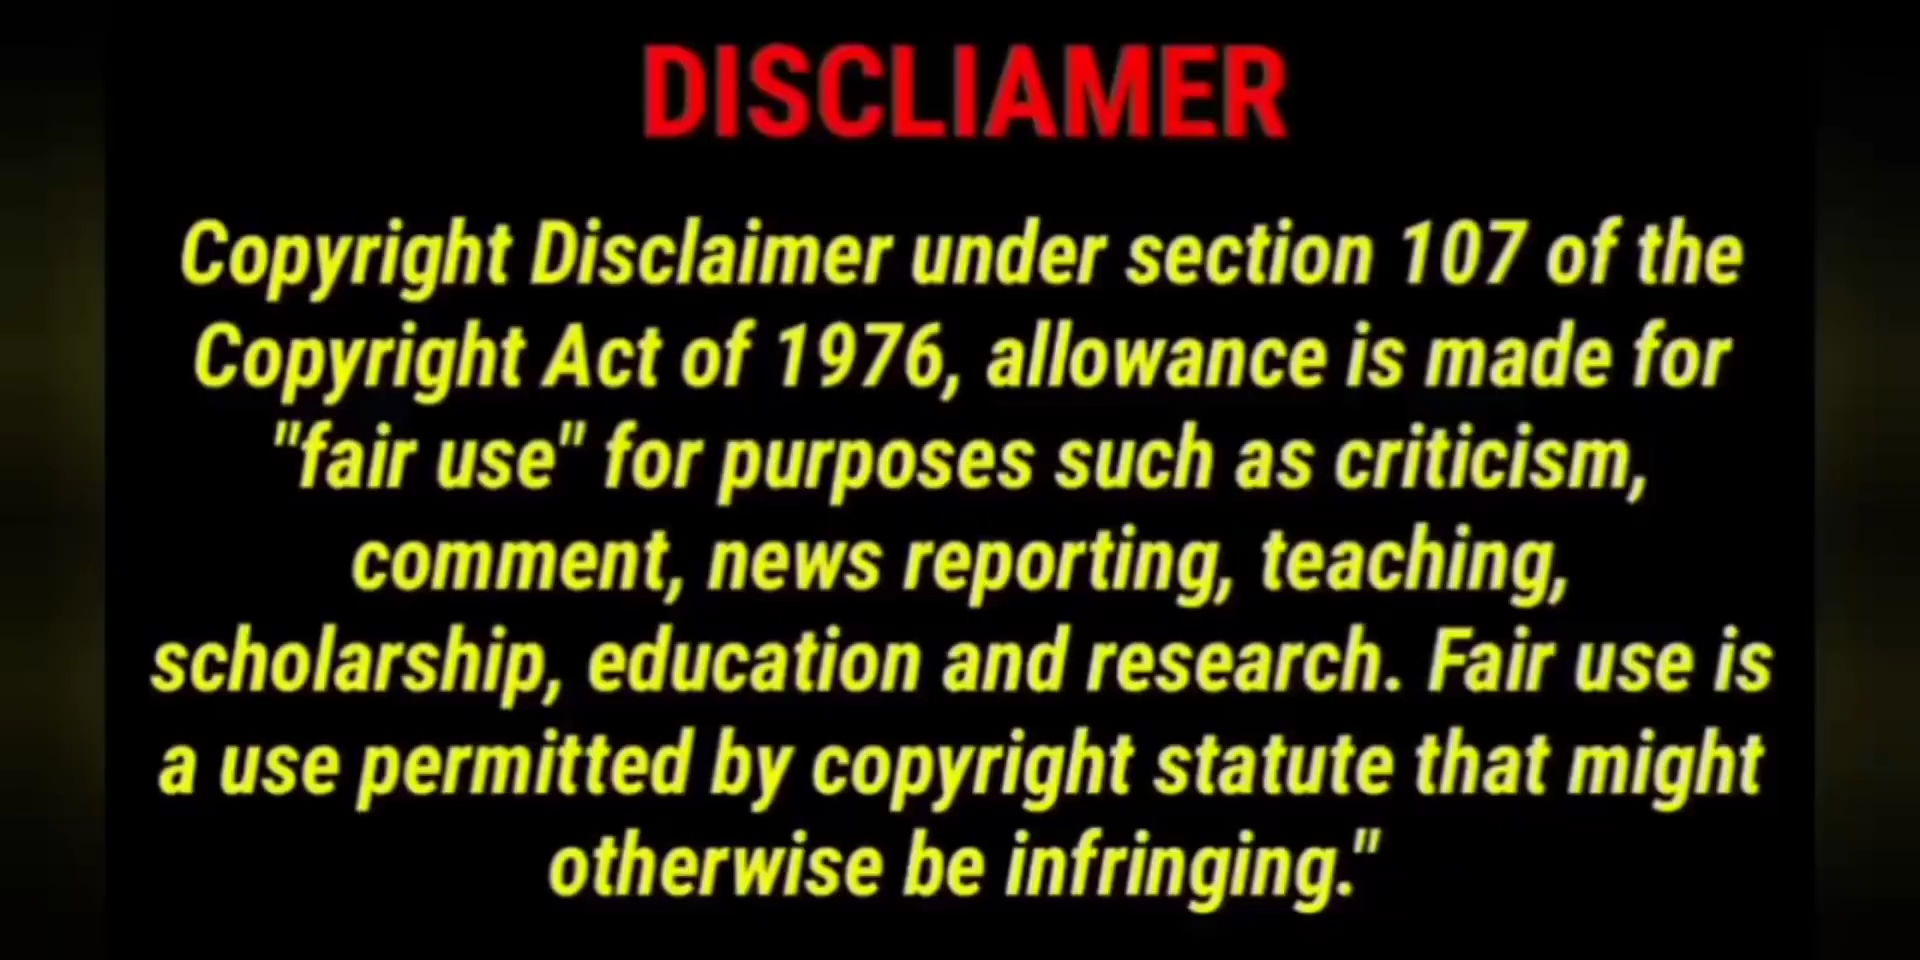 DISCLIAMER
Copyright Disclaimer under section 107 of the
Copyright Act of 1976, allowance is made for
"fair use" for purposes such as criticism,
comment, news reporting, teaching,
scholarship, education and research. Fair use is
a use permitted by copyright statute that might
otherwise be infringing."